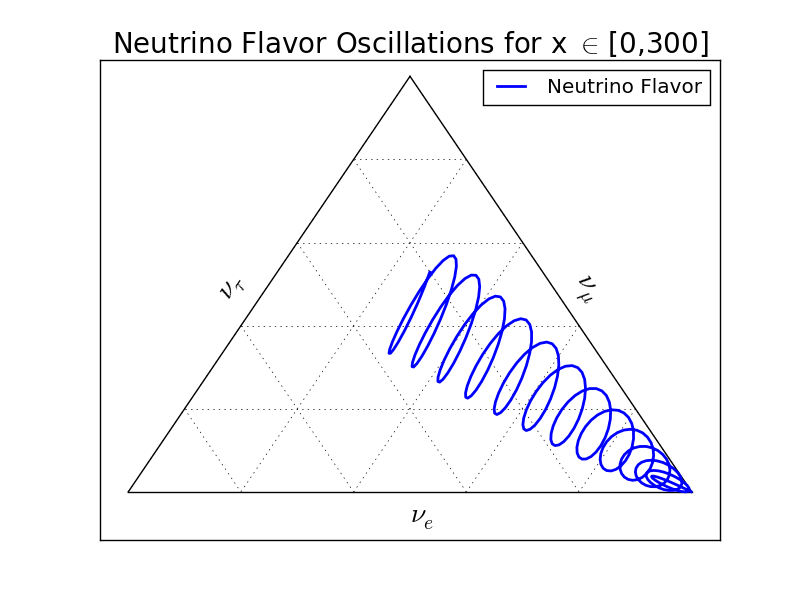 Neutrino Flavor Oscillations for x ∈ [0,300]
Neutrino Flavor
ν_τ
ν_μ
ν_e